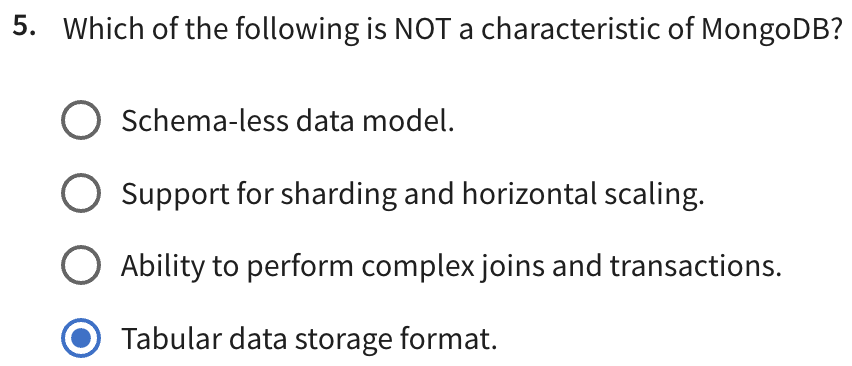 5. Which of the following is NOT a characteristic of MongoDB?
Schema-less data model.
Support for sharding and horizontal scaling.
Ability to perform complex joins and transactions.
Tabular data storage format.